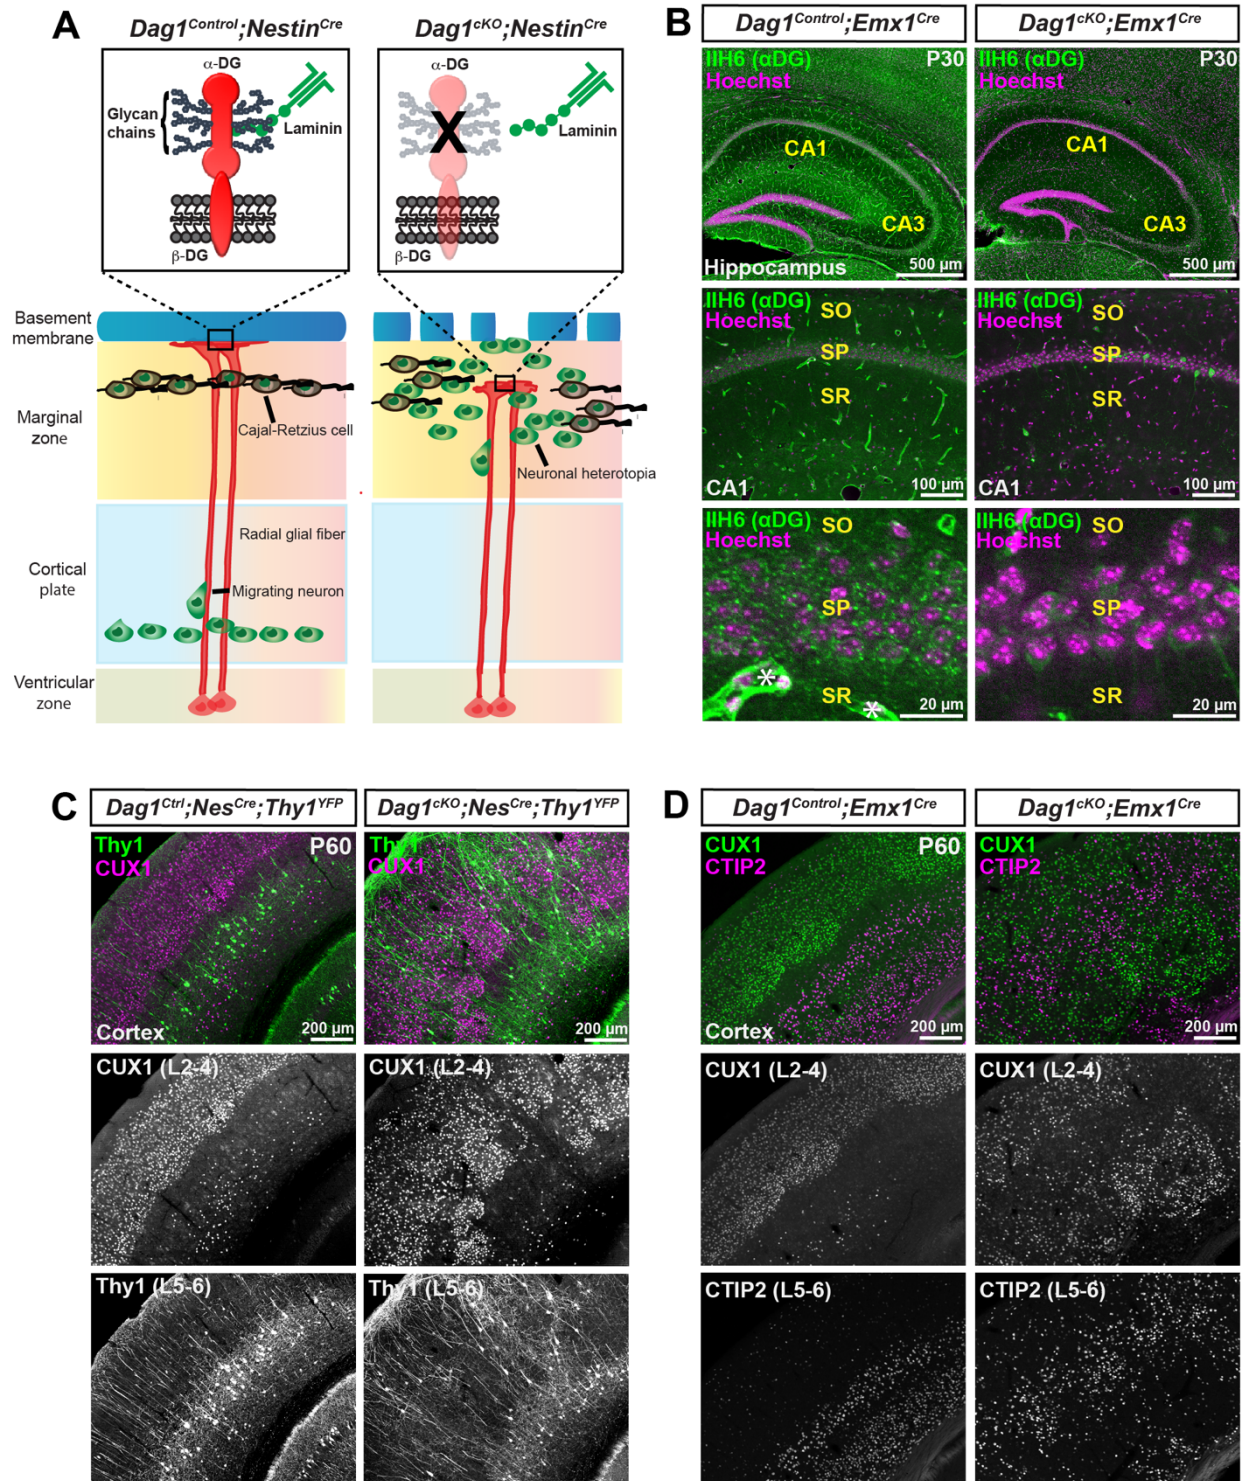 A
Dag1Control;NestinCre
Dag1cKO;NestinCre
α-DG
Glycan
chains
Laminin
β-DG
α-DG
Laminin
β-DG
Basement
membrane
Marginal
zone
Cajal-Retzius cell
Neuronal heterotopia
Cortical
plate
Radial glial fiber
Migrating neuron
Ventricular
zone
B
Dag1Control;Emx1Cre
Dag1cKO;Emx1Cre
IIH6 (αDG)
Hoechst
P30
CA1
CA3
Hippocampus
500 µm
IIH6 (αDG)
Hoechst
CA1
CA3
500 µm
IIH6 (αDG)
Hoechst
SO
SP
SR
CA1
100 µm
IIH6 (αDG)
Hoechst
SO
SP
SR
CA1
100 µm
IIH6 (αDG)
Hoechst
SO
SP
SR
*
*
20 µm
IIH6 (αDG)
Hoechst
SO
SP
SR
20 µm
C
Dag1Ctrl;NesCre;Thy1YFP
Dag1cKO;NesCre;Thy1YFP
Thy1
CUX1
P60
Cortex
200 µm
Thy1
CUX1
200 µm
CUX1 (L2-4)
CUX1 (L2-4)
Thy1 (L5-6)
Thy1 (L5-6)
D
Dag1Control;Emx1Cre
Dag1cKO;Emx1Cre
CUX1
CTIP2
P60
Cortex
200 µm
CUX1
CTIP2
200 µm
CUX1 (L2-4)
CUX1 (L2-4)
CTIP2 (L5-6)
CTIP2 (L5-6)